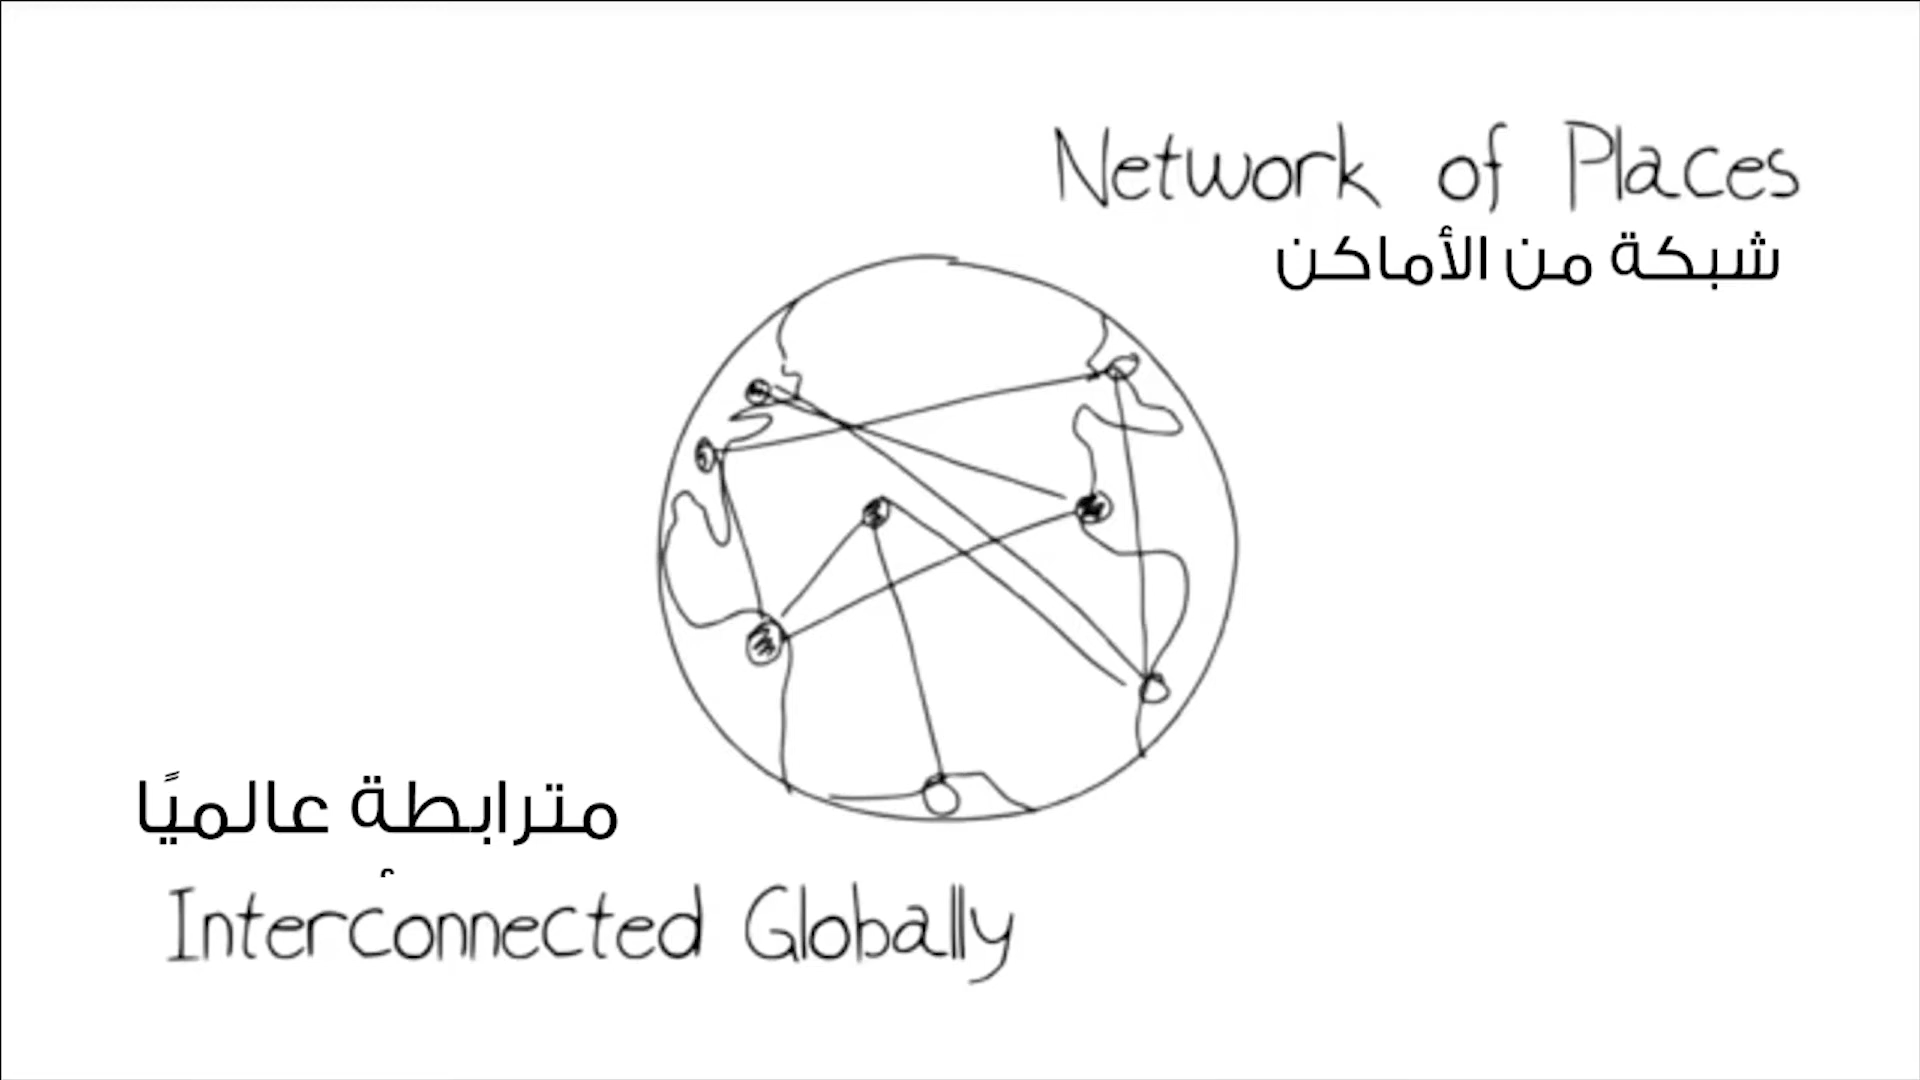 Network of Places
شبكة من الأماكن
مترابطة عالميًا
Interconnected Globally